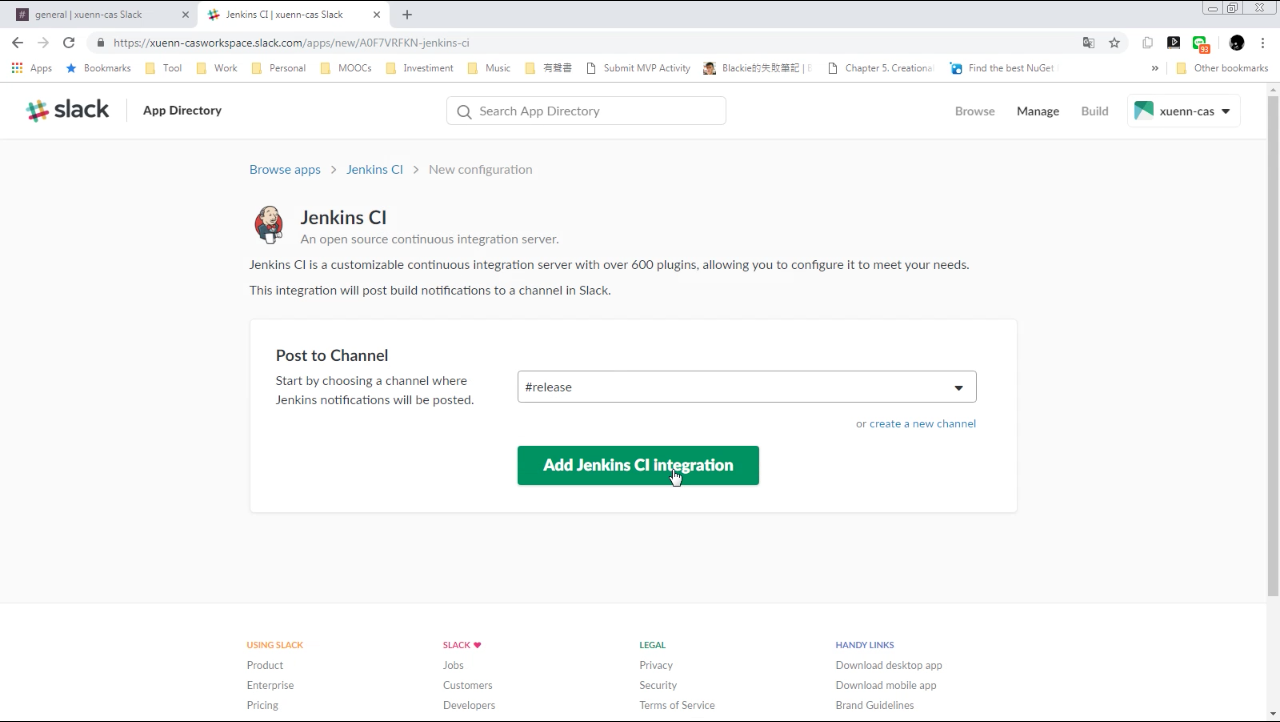 general | xuenn-cas Slack
Jenkins CI | xuenn-cas Slack
https://xuenn-casworkspace.slack.com/apps/new/A0F7VRFKN-jenkins-ci
93
Apps Bookmarks Tool Work Personal MOOCs Investiment Music 有聲書 Submit MVP Activity Blackie的失敗筆記 | Chapter 5. Creational Find the best NuGet » Other bookmarks
slack App Directory Search App Directory Browse Manage Build xuenn-cas
Browse apps > Jenkins CI > New configuration
Jenkins CI
An open source continuous integration server.
Jenkins CI is a customizable continuous integration server with over 600 plugins, allowing you to configure it to meet your needs.
This integration will post build notifications to a channel in Slack.
Post to Channel
Start by choosing a channel where
Jenkins notifications will be posted.
#release
or create a new channel
Add Jenkins CI integration
USING SLACK
Product
Enterprise
Pricing
SLACK ♥
Jobs
Customers
Developers
LEGAL
Privacy
Security
Terms of Service
HANDY LINKS
Download desktop app
Download mobile app
Brand Guidelines